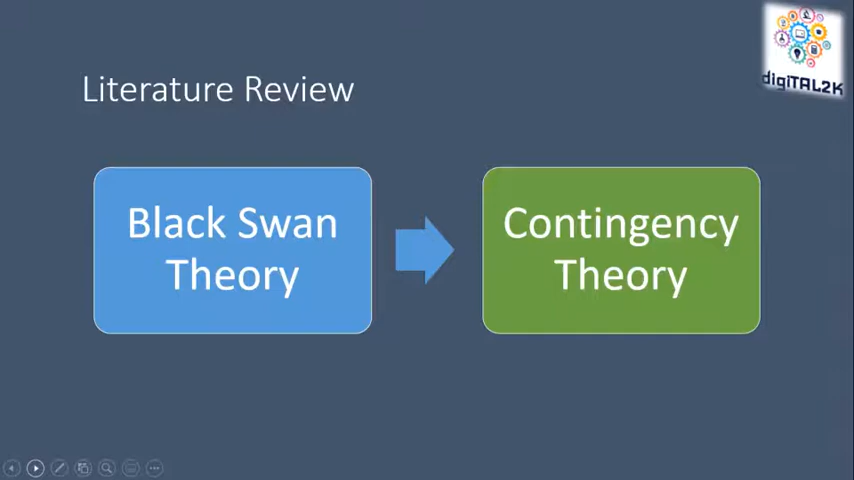 digiTAL2K
Literature Review
Black Swan
Theory
Contingency
Theory